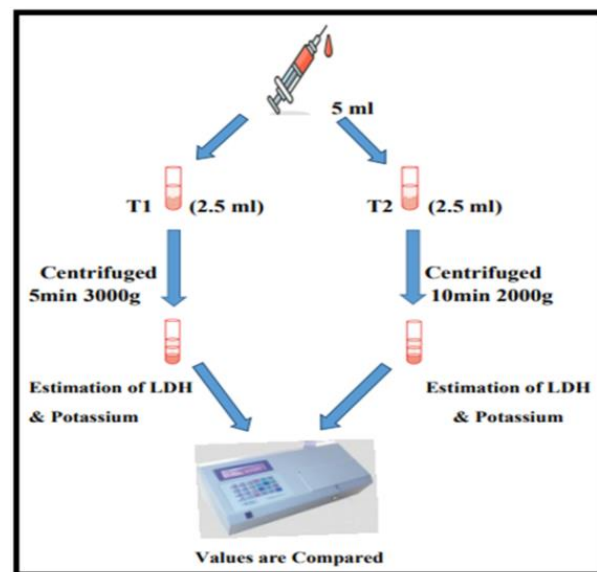 5 ml
T1 (2.5 ml)
T2 (2.5 ml)
Centrifuged
5min 3000g
Centrifuged
10min 2000g
Estimation of LDH
& Potassium
Estimation of LDH
& Potassium
Values are Compared